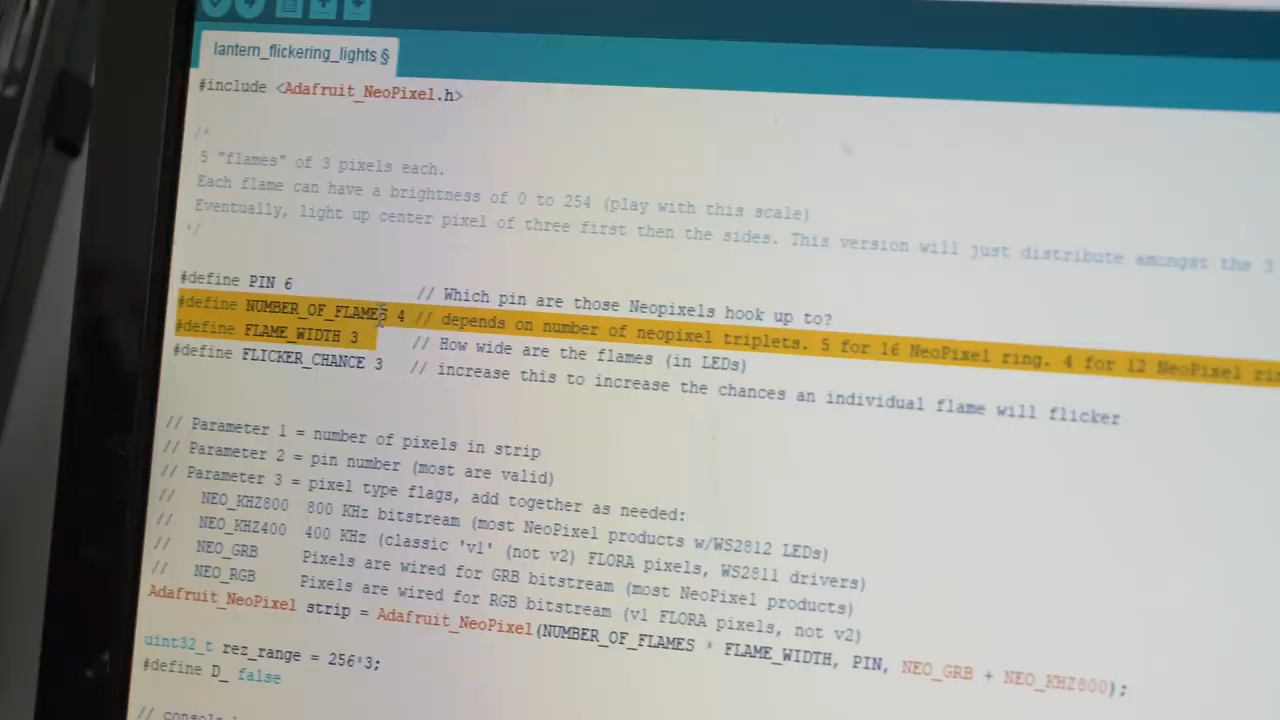 lantern_flickering_lights §
#include <Adafruit_NeoPixel.h>
/*
5 "flames" of 3 pixels each.
Each flame can have a brightness of 0 to 254 (play with this scale)
Eventually, light up center pixel of three first then the sides. This version will just distribute amongst the 3
*/
#define PIN 6 // Which pin are those Neopixels hook up to?
#define NUMBER_OF_FLAMES 4 // depends on number of neopixel triplets. 5 for 16 NeoPixel ring. 4 for 12 NeoPixel
#define FLAME_WIDTH 3 // How wide are the flames (in LEDs)
#define FLICKER_CHANCE 3 // increase this to increase the chances an individual flame will flicker
// Parameter 1 = number of pixels in strip
// Parameter 2 = pin number (most are valid)
// Parameter 3 = pixel type flags, add together as needed:
// NEO_KHZ800 800 KHz bitstream (most NeoPixel products w/WS2812 LEDs)
// NEO_KHZ400 400 KHz (classic 'v1' (not v2) FLORA pixels, WS2811 drivers)
// NEO_GRB Pixels are wired for GRB bitstream (most NeoPixel products)
// NEO_RGB Pixels are wired for RGB bitstream (v1 FLORA pixels, not v2)
Adafruit_NeoPixel strip = Adafruit_NeoPixel(NUMBER_OF_FLAMES * FLAME_WIDTH, PIN, NEO_GRB + NEO_KHZ800);
uint32_t rez_range = 256*3;
#define D_ false
// console